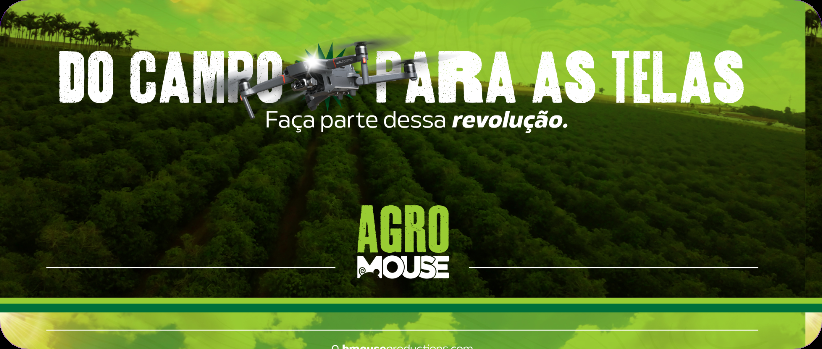 DO CAMPO PARA AS TELAS
Faça parte dessa revolução.
AGRO
MOUSE